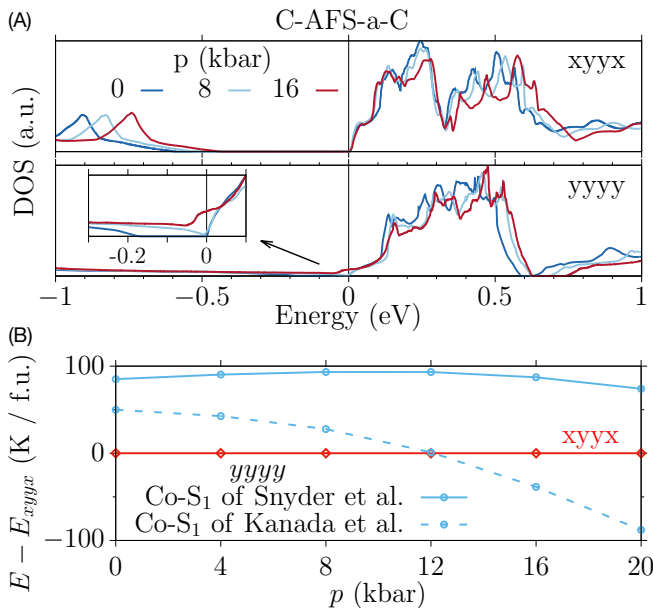 (A)
C-AFS-a-C
p (kbar)
0 8 16
xyyx
DOS (a.u.)
yyyy
-0.2 0
−1 −0.5 0 0.5 1
Energy (eV)
(B)
100
0
−100
E − E_xyyx (K / f.u.)
xyyx
yyyy
Co-S₁ of Snyder et al.
Co-S₁ of Kanada et al.
0 4 8 12 16 20
p (kbar)